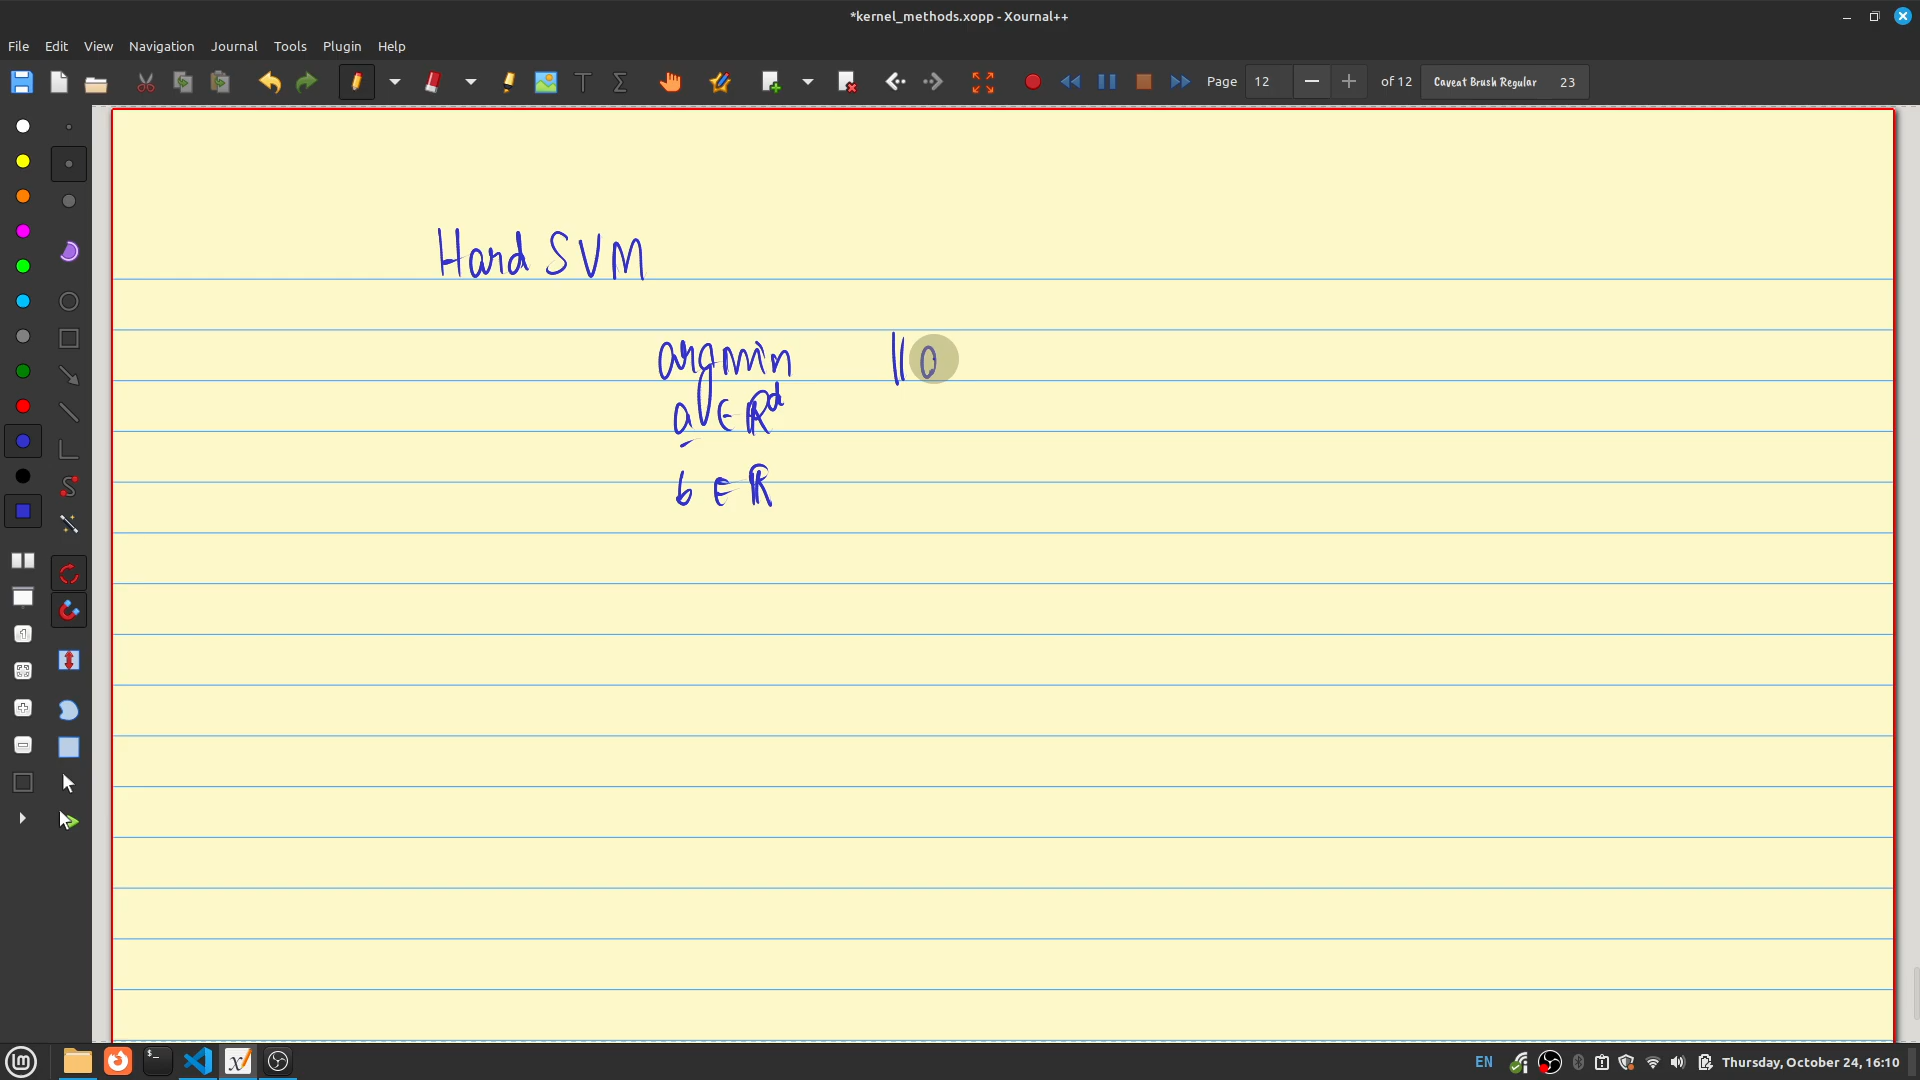 *kernel_methods.xopp - Xournal++
File Edit View Navigation Journal Tools Plugin Help
Page 12 of 12 Caveat Brush Regular 23
Hard SVM
argmin ||a
a ∈ ℝᵈ
b ∈ ℝ
EN Thursday, October 24, 16:10